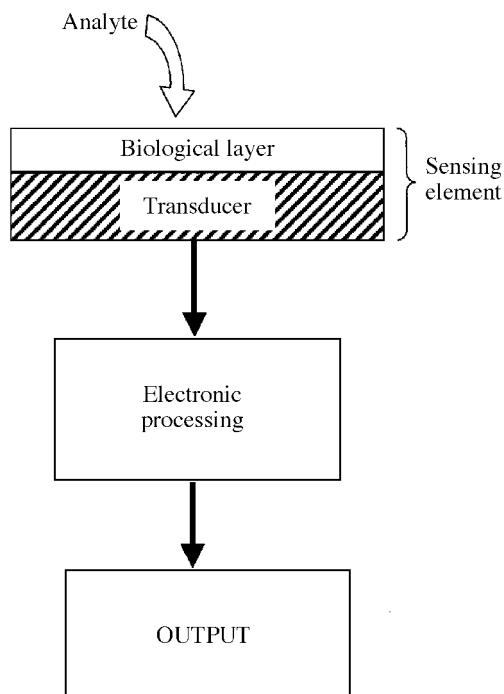 Analyte
Biological layer
Transducer
Sensing
element
Electronic
processing
OUTPUT